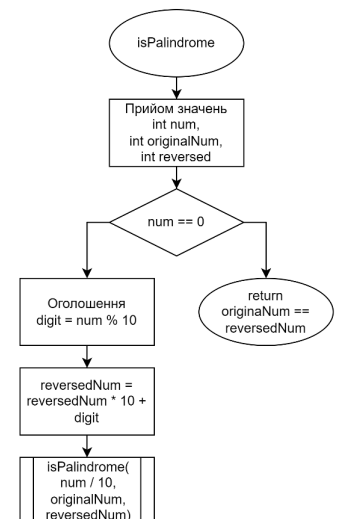 isPalindrome
Прийом значень
int num,
int originalNum,
int reversed
num == 0
Оголошення
digit = num % 10
return
originaNum ==
reversedNum
reversedNum =
reversedNum * 10 +
digit
isPalindrome(
num / 10,
originalNum,
reversedNum)